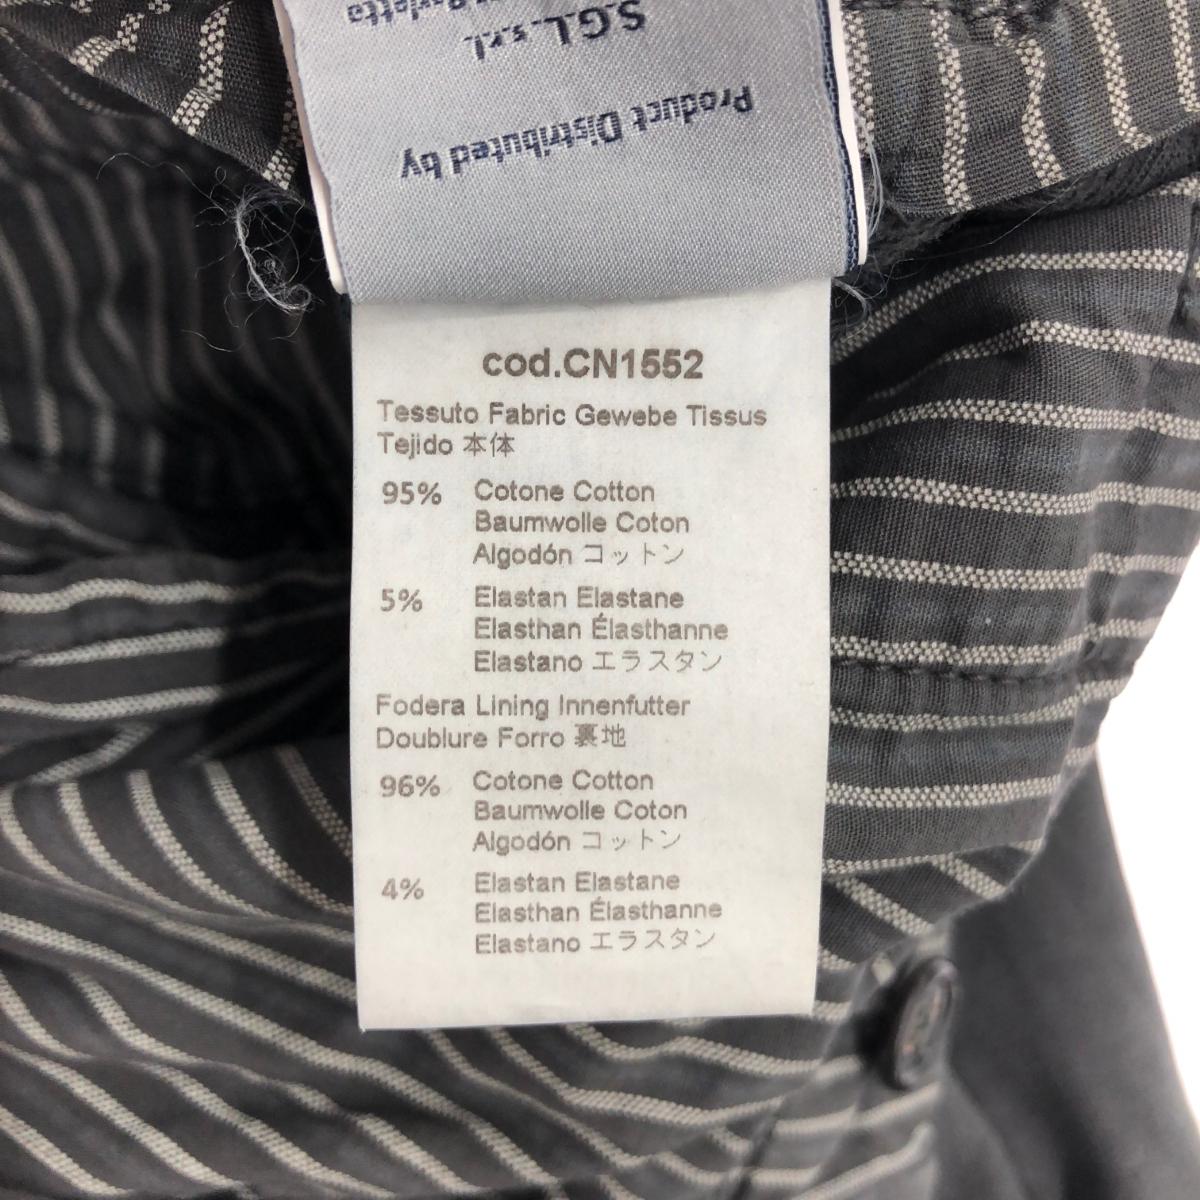 Product Distributed by
S.G.L. s.r.l.
Barletta
cod.CN1552
Tessuto Fabric Gewebe Tissus
Tejido 本体
95% Cotone Cotton
Baumwolle Coton
Algodón コットン
5% Elastan Elastane
Elasthan Élasthanne
Elastano エラスタン
Fodera Lining Innenfutter
Doublure Forro 裏地
96% Cotone Cotton
Baumwolle Coton
Algodón コットン
4% Elastan Elastane
Elasthan Élasthanne
Elastano エラスタン